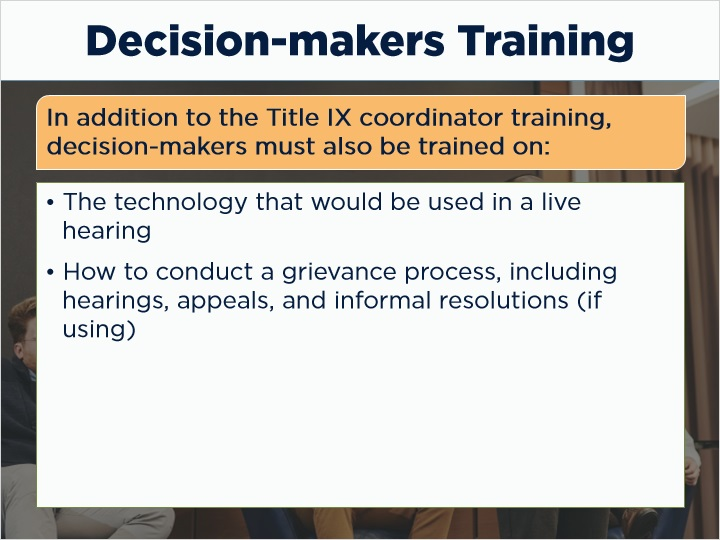 Decision-makers Training
In addition to the Title IX coordinator training,
decision-makers must also be trained on:
• The technology that would be used in a live
hearing
• How to conduct a grievance process, including
hearings, appeals, and informal resolutions (if
using)